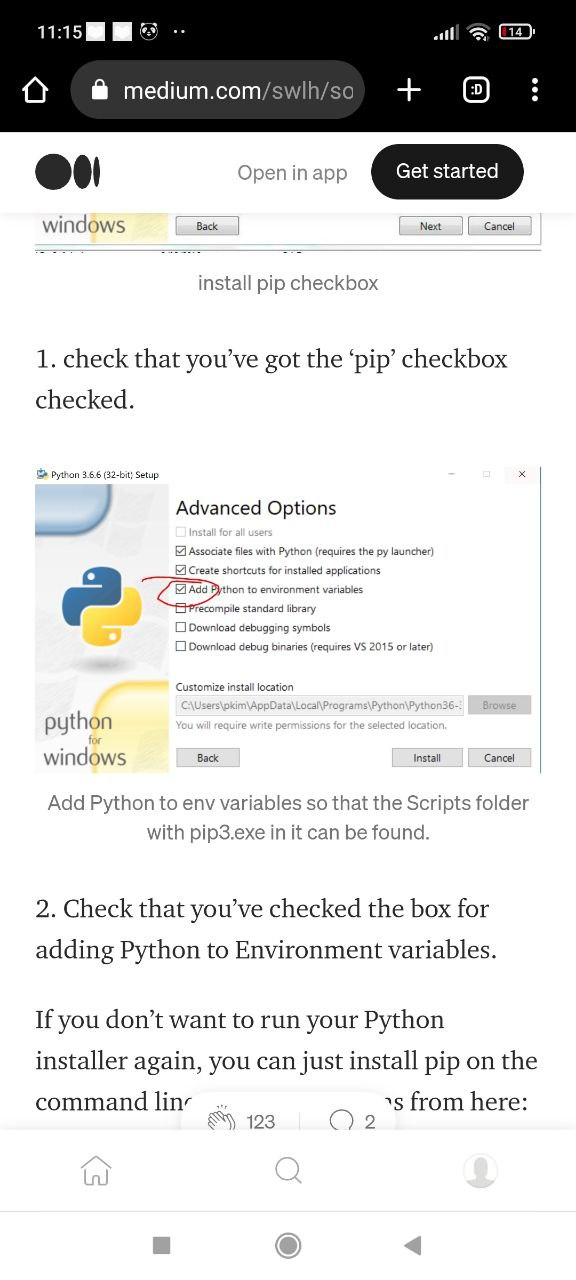 11:15
14
medium.com/swlh/so
:D
Open in app
Get started
windows
Back
Next
Cancel
install pip checkbox
1. check that you’ve got the ‘pip’ checkbox
checked.
Python 3.6.6 (32-bit) Setup
Advanced Options
Install for all users
Associate files with Python (requires the py launcher)
Create shortcuts for installed applications
Add Python to environment variables
Precompile standard library
Download debugging symbols
Download debug binaries (requires VS 2015 or later)
Customize install location
C:\Users\pkim\AppData\Local\Programs\Python\Python36-
Browse
You will require write permissions for the selected location.
python
for
windows
Back
Install
Cancel
Add Python to env variables so that the Scripts folder
with pip3.exe in it can be found.
2. Check that you’ve checked the box for
adding Python to Environment variables.
If you don’t want to run your Python
installer again, you can just install pip on the
command from here:
123
2